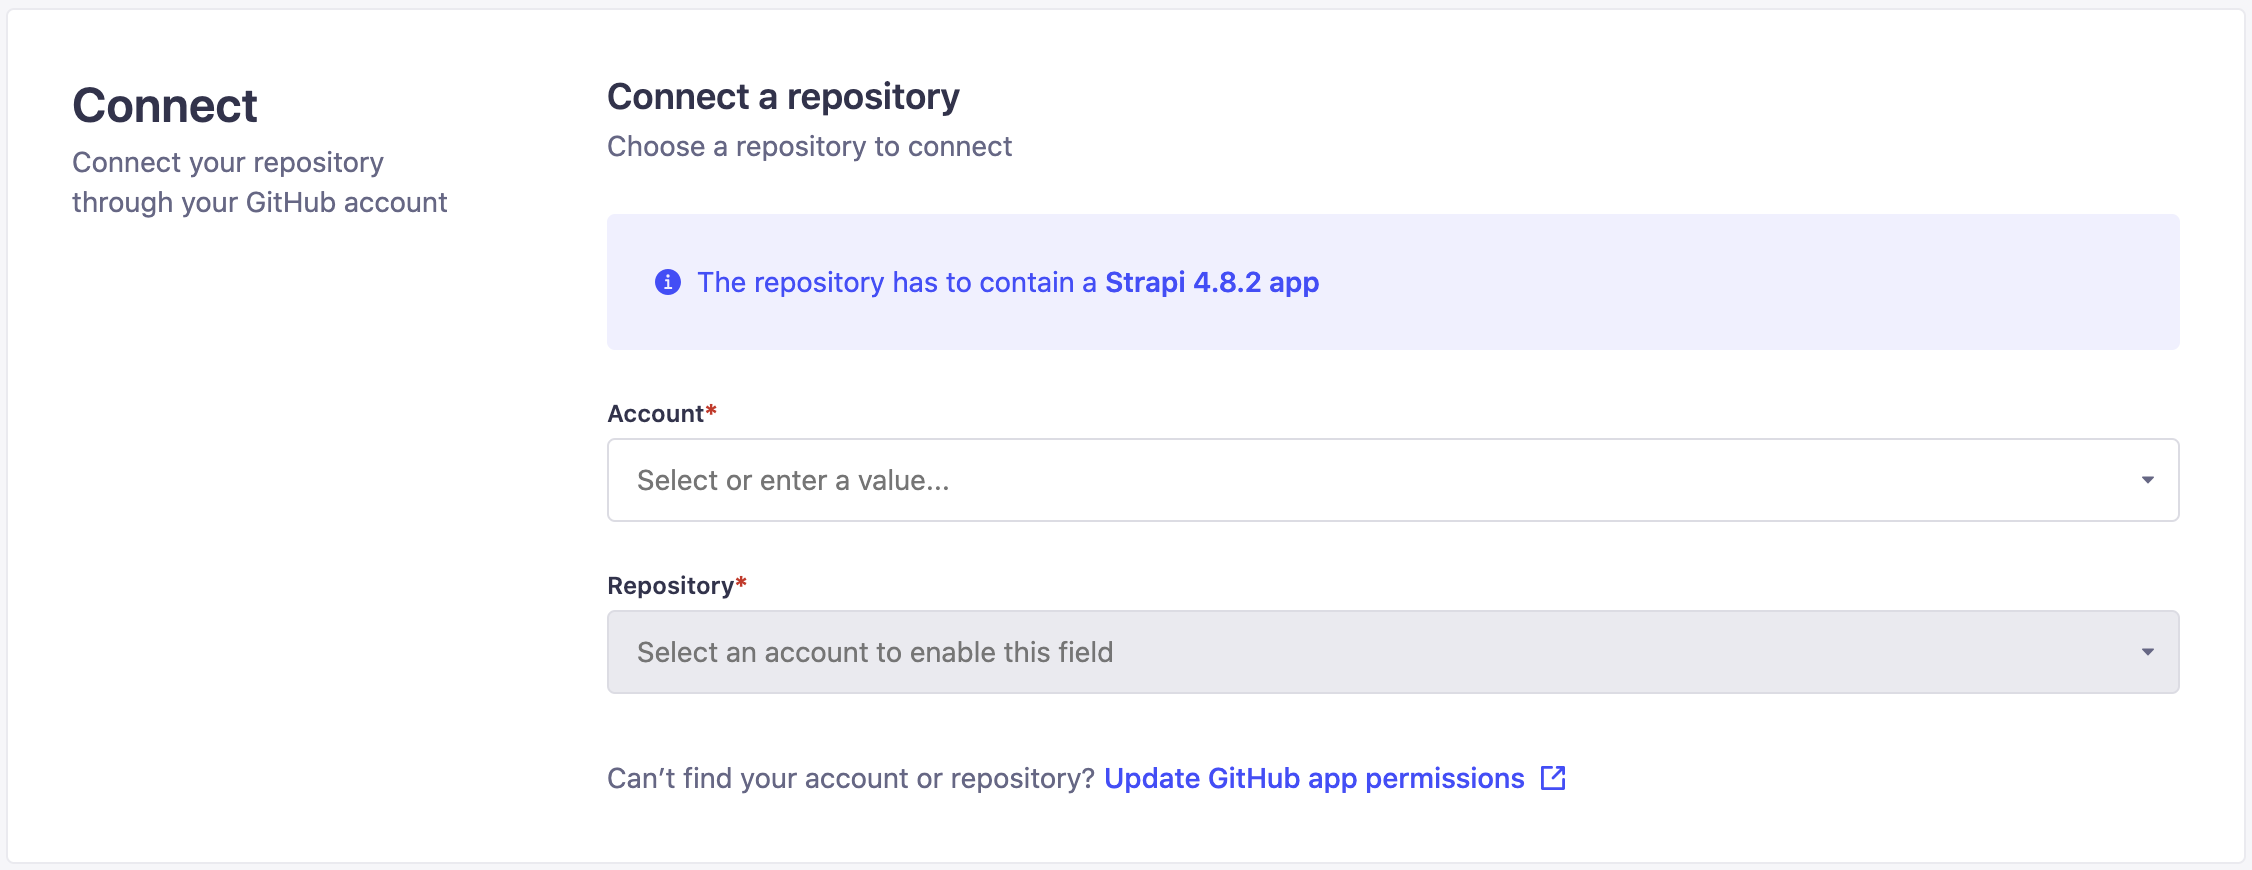 Connect
Connect your repository
through your GitHub account
Connect a repository
Choose a repository to connect
The repository has to contain a Strapi 4.8.2 app
Account*
Select or enter a value...
Repository*
Select an account to enable this field
Can’t find your account or repository? Update GitHub app permissions